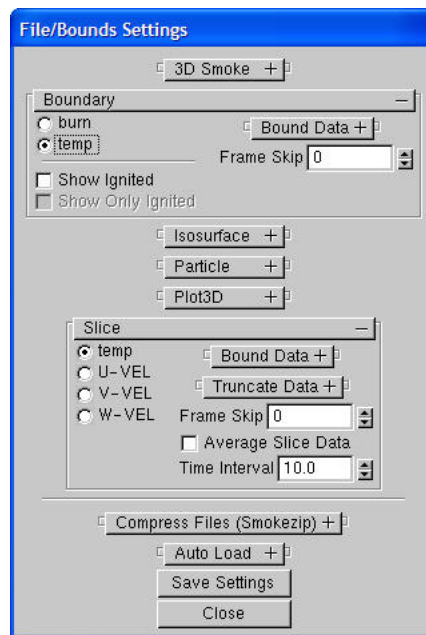 File/Bounds Settings
3D Smoke +
Boundary −
burn
Bound Data +
temp
Frame Skip 0
Show Ignited
Show Only Ignited
Isosurface +
Particle +
Plot3D +
Slice −
temp
Bound Data +
U-VEL
Truncate Data +
V-VEL
W-VEL
Frame Skip 0
Average Slice Data
Time Interval 10.0
Compress Files (Smokezip) +
Auto Load +
Save Settings
Close